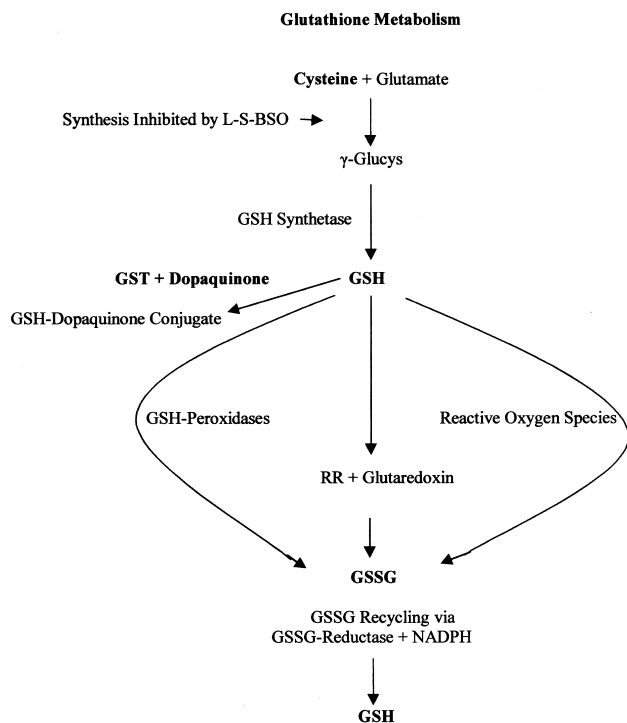 Glutathione Metabolism
Cysteine + Glutamate
Synthesis Inhibited by L-S-BSO
γ-Glucys
GSH Synthetase
GST + Dopaquinone
GSH
GSH-Dopaquinone Conjugate
GSH-Peroxidases
Reactive Oxygen Species
RR + Glutaredoxin
GSSG
GSSG Recycling via
GSSG-Reductase + NADPH
GSH